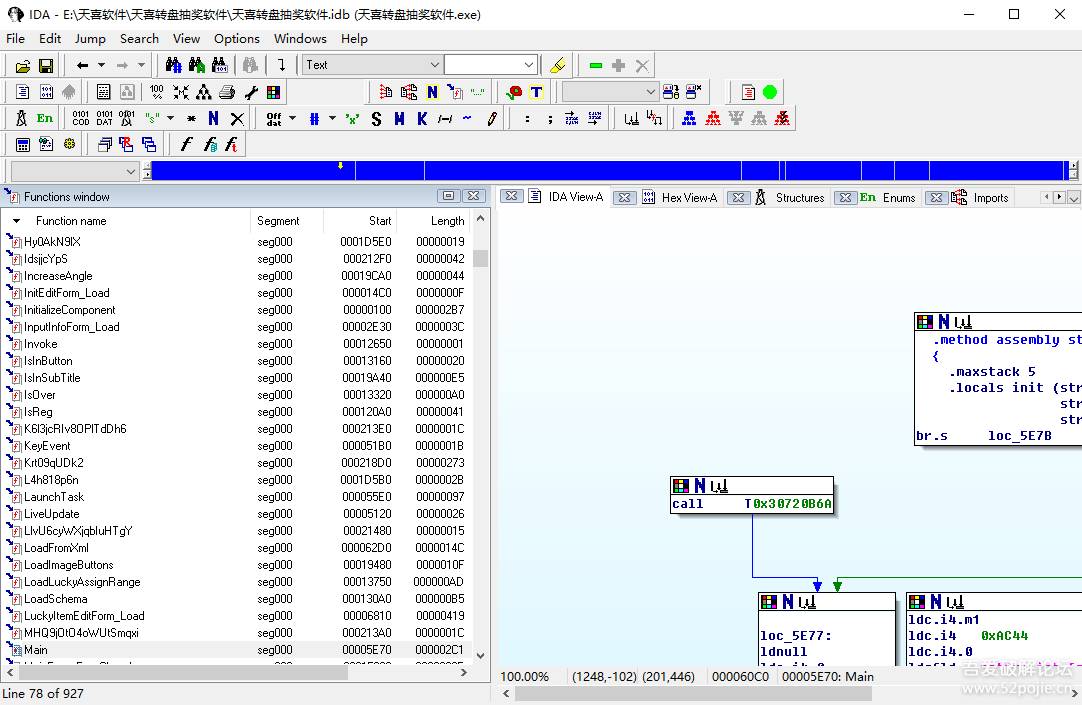 IDA - E:\天喜软件\天喜转盘抽奖软件\天喜转盘抽奖软件.idb (天喜转盘抽奖软件.exe)
File Edit Jump Search View Options Windows Help
Text
En
Functions window
IDA View-A Hex View-A Structures En Enums Imports
Function name Segment Start Length
Hy0AkN9IX seg000 0001D5E0 00000019
IdsjjcYpS seg000 000212F0 00000042
IncreaseAngle seg000 00019CA0 00000044
InitEditForm_Load seg000 000014C0 0000000F
InitializeComponent seg000 00000100 000002B7
InputInfoForm_Load seg000 00002E30 0000003C
Invoke seg000 00012650 00000001
IsInButton seg000 00013160 00000020
IsInSubTitle seg000 00019A40 000000E5
IsOver seg000 00013320 000000A0
IsReg seg000 000120A0 00000041
K6I3jcRIv8OPITdDh6 seg000 000213E0 0000001C
KeyEvent seg000 000051B0 0000001B
Krt09qUDk2 seg000 000218D0 00000273
L4h818p6n seg000 0001D5B0 0000002B
LaunchTask seg000 000055E0 00000097
LiveUpdate seg000 00005120 00000026
LIvU6cyWXjqbIuHTgY seg000 00021480 00000015
LoadFromXml seg000 000062D0 0000014C
LoadImageButtons seg000 00019480 0000010F
LoadLuckyAssignRange seg000 00013750 000000AD
LoadSchema seg000 000130A0 000000B5
LuckyItemEditForm_Load seg000 00006810 00000419
MHQ9jOtO4oWUtSmqxi seg000 000213A0 0000001C
Main seg000 00005E70 000002C1
.method assembly st
{
.maxstack 5
.locals init (str
str
str
br.s loc_5E7B
call T0x30720B6A
loc_5E77:
ldnull
ldc.i4.m1
ldc.i4 0xAC44
ldc.i4.0
100.00% (1248,-102) (201,446) 000060C0 00005E70: Main
Line 78 of 927
吾爱破解论坛
www.52pojie.cn